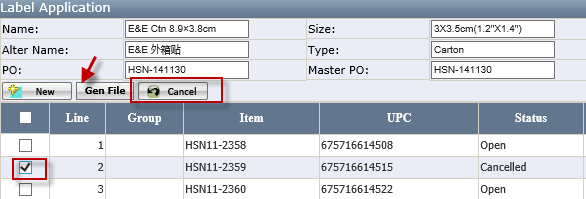 Label Application
Name: E&E Ctn 8.9×3.8cm Size: 3X3.5cm(1.2"X1.4")
Alter Name: E&E 外箱贴 Type: Carton
PO: HSN-141130 Master PO: HSN-141130
New Gen File Cancel
Line Group Item UPC Status
1 HSN11-2358 675716614508 Open
2 HSN11-2359 675716614515 Cancelled
3 HSN11-2360 675716614522 Open